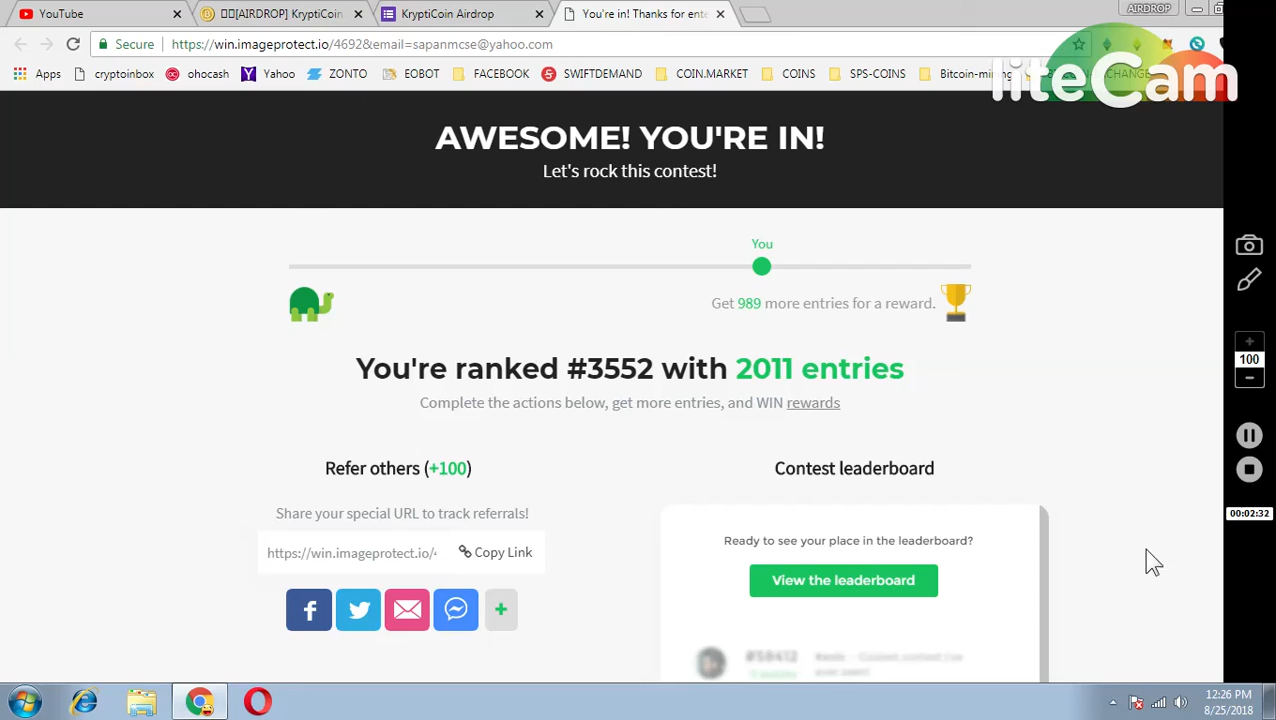 YouTube
[AIRDROP] KryptiCoin
KryptiCoin Airdrop
You're in! Thanks for ente
AIRDROP
Secure
https://win.imageprotect.io/4692&email=sapanmcse@yahoo.com
Apps
cryptoinbox
ohocash
Yahoo
ZONTO
EOBOT
FACEBOOK
SWIFTDEMAND
COIN.MARKET
COINS
SPS-COINS
Bitcoin-mining
liteCam
AWESOME! YOU'RE IN!
Let's rock this contest!
You
Get 989 more entries for a reward.
You're ranked #3552 with 2011 entries
Complete the actions below, get more entries, and WIN rewards
Refer others (+100)
Contest leaderboard
Share your special URL to track referrals!
https://win.imageprotect.io/4
Copy Link
Ready to see your place in the leaderboard?
View the leaderboard
#58412
100
00:02:32
12:26 PM
8/25/2018